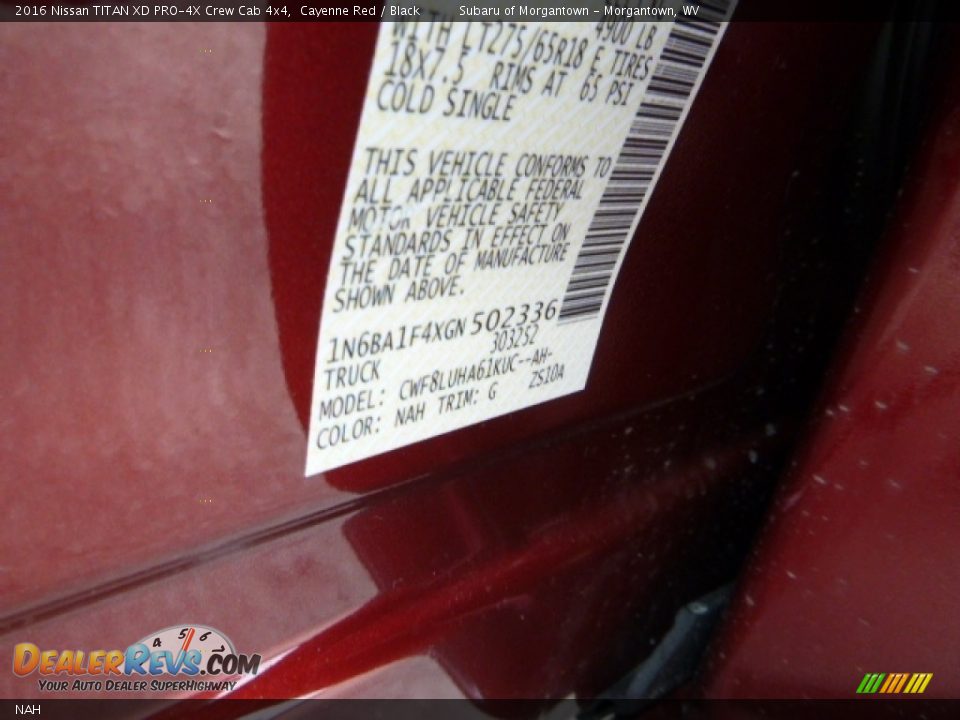 2016 Nissan TITAN XD PRO-4X Crew Cab 4x4, Cayenne Red / Black Subaru of Morgantown - Morgantown, WV
4900 LB
WITH LT275/65R18 E TIRES
18X7.5 RIMS AT 65 PSI
COLD SINGLE
THIS VEHICLE CONFORMS TO
ALL APPLICABLE FEDERAL
MOTOR VEHICLE SAFETY
STANDARDS IN EFFECT ON
THE DATE OF MANUFACTURE
SHOWN ABOVE.
1N6BA1F4XGN502336
TRUCK 303252
MODEL: CWF8LUHA61KUC--AH-
COLOR: NAH TRIM: G ZS10A
4 5 6
DEALERREVS.COM
YOUR AUTO DEALER SUPERHIGHWAY
NAH